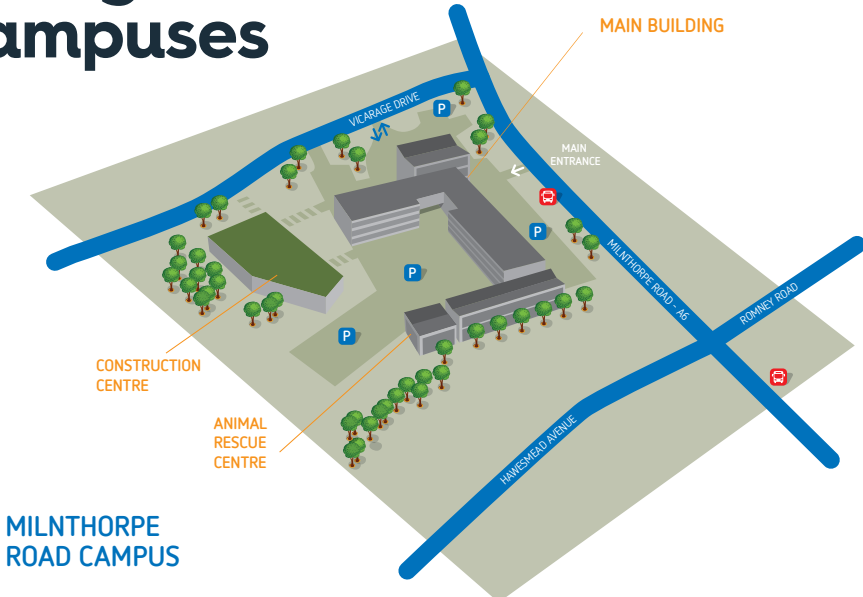 ampuses
MAIN BUILDING
VICARAGE DRIVE
P
MAIN
ENTRANCE
P
MILNTHORPE ROAD - A6
P
ROMNEY ROAD
P
CONSTRUCTION
CENTRE
ANIMAL
RESCUE
CENTRE
HAWESMEAD AVENUE
MILNTHORPE
ROAD CAMPUS